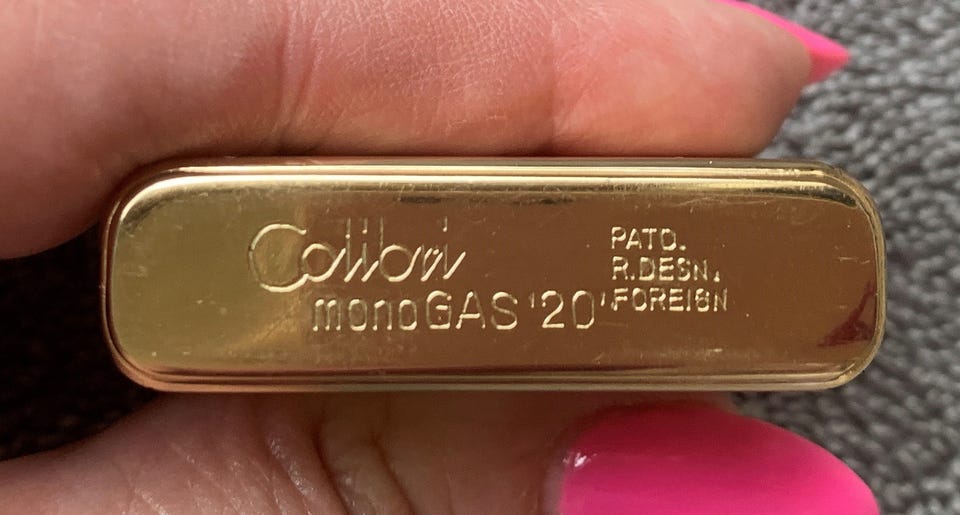 Colibri
monoGAS '20'
PATD.
R.DESN.
FOREIGN